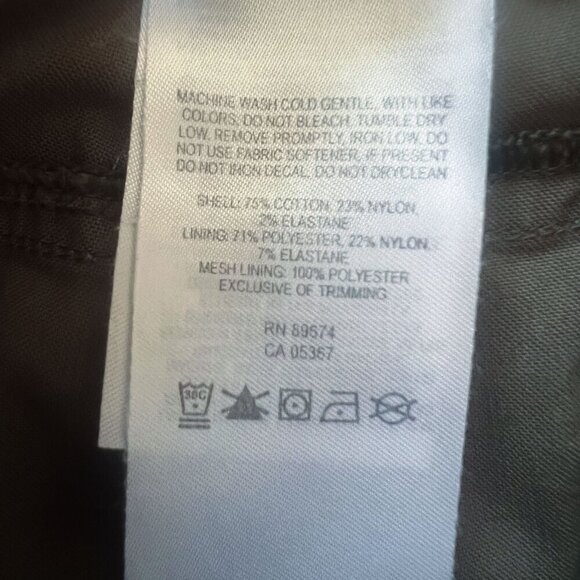 MACHINE WASH COLD GENTLE, WITH LIKE
COLORS, DO NOT BLEACH, TUMBLE DRY
LOW, REMOVE PROMPTLY, IRON LOW, DO
NOT USE FABRIC SOFTENER, IF PRESENT
DO NOT IRON DECAL, DO NOT DRYCLEAN
SHELL: 75% COTTON, 23% NYLON,
2% ELASTANE
LINING: 71% POLYESTER, 22% NYLON,
7% ELASTANE
MESH LINING: 100% POLYESTER
EXCLUSIVE OF TRIMMING
RN 89674
CA 05367
30C